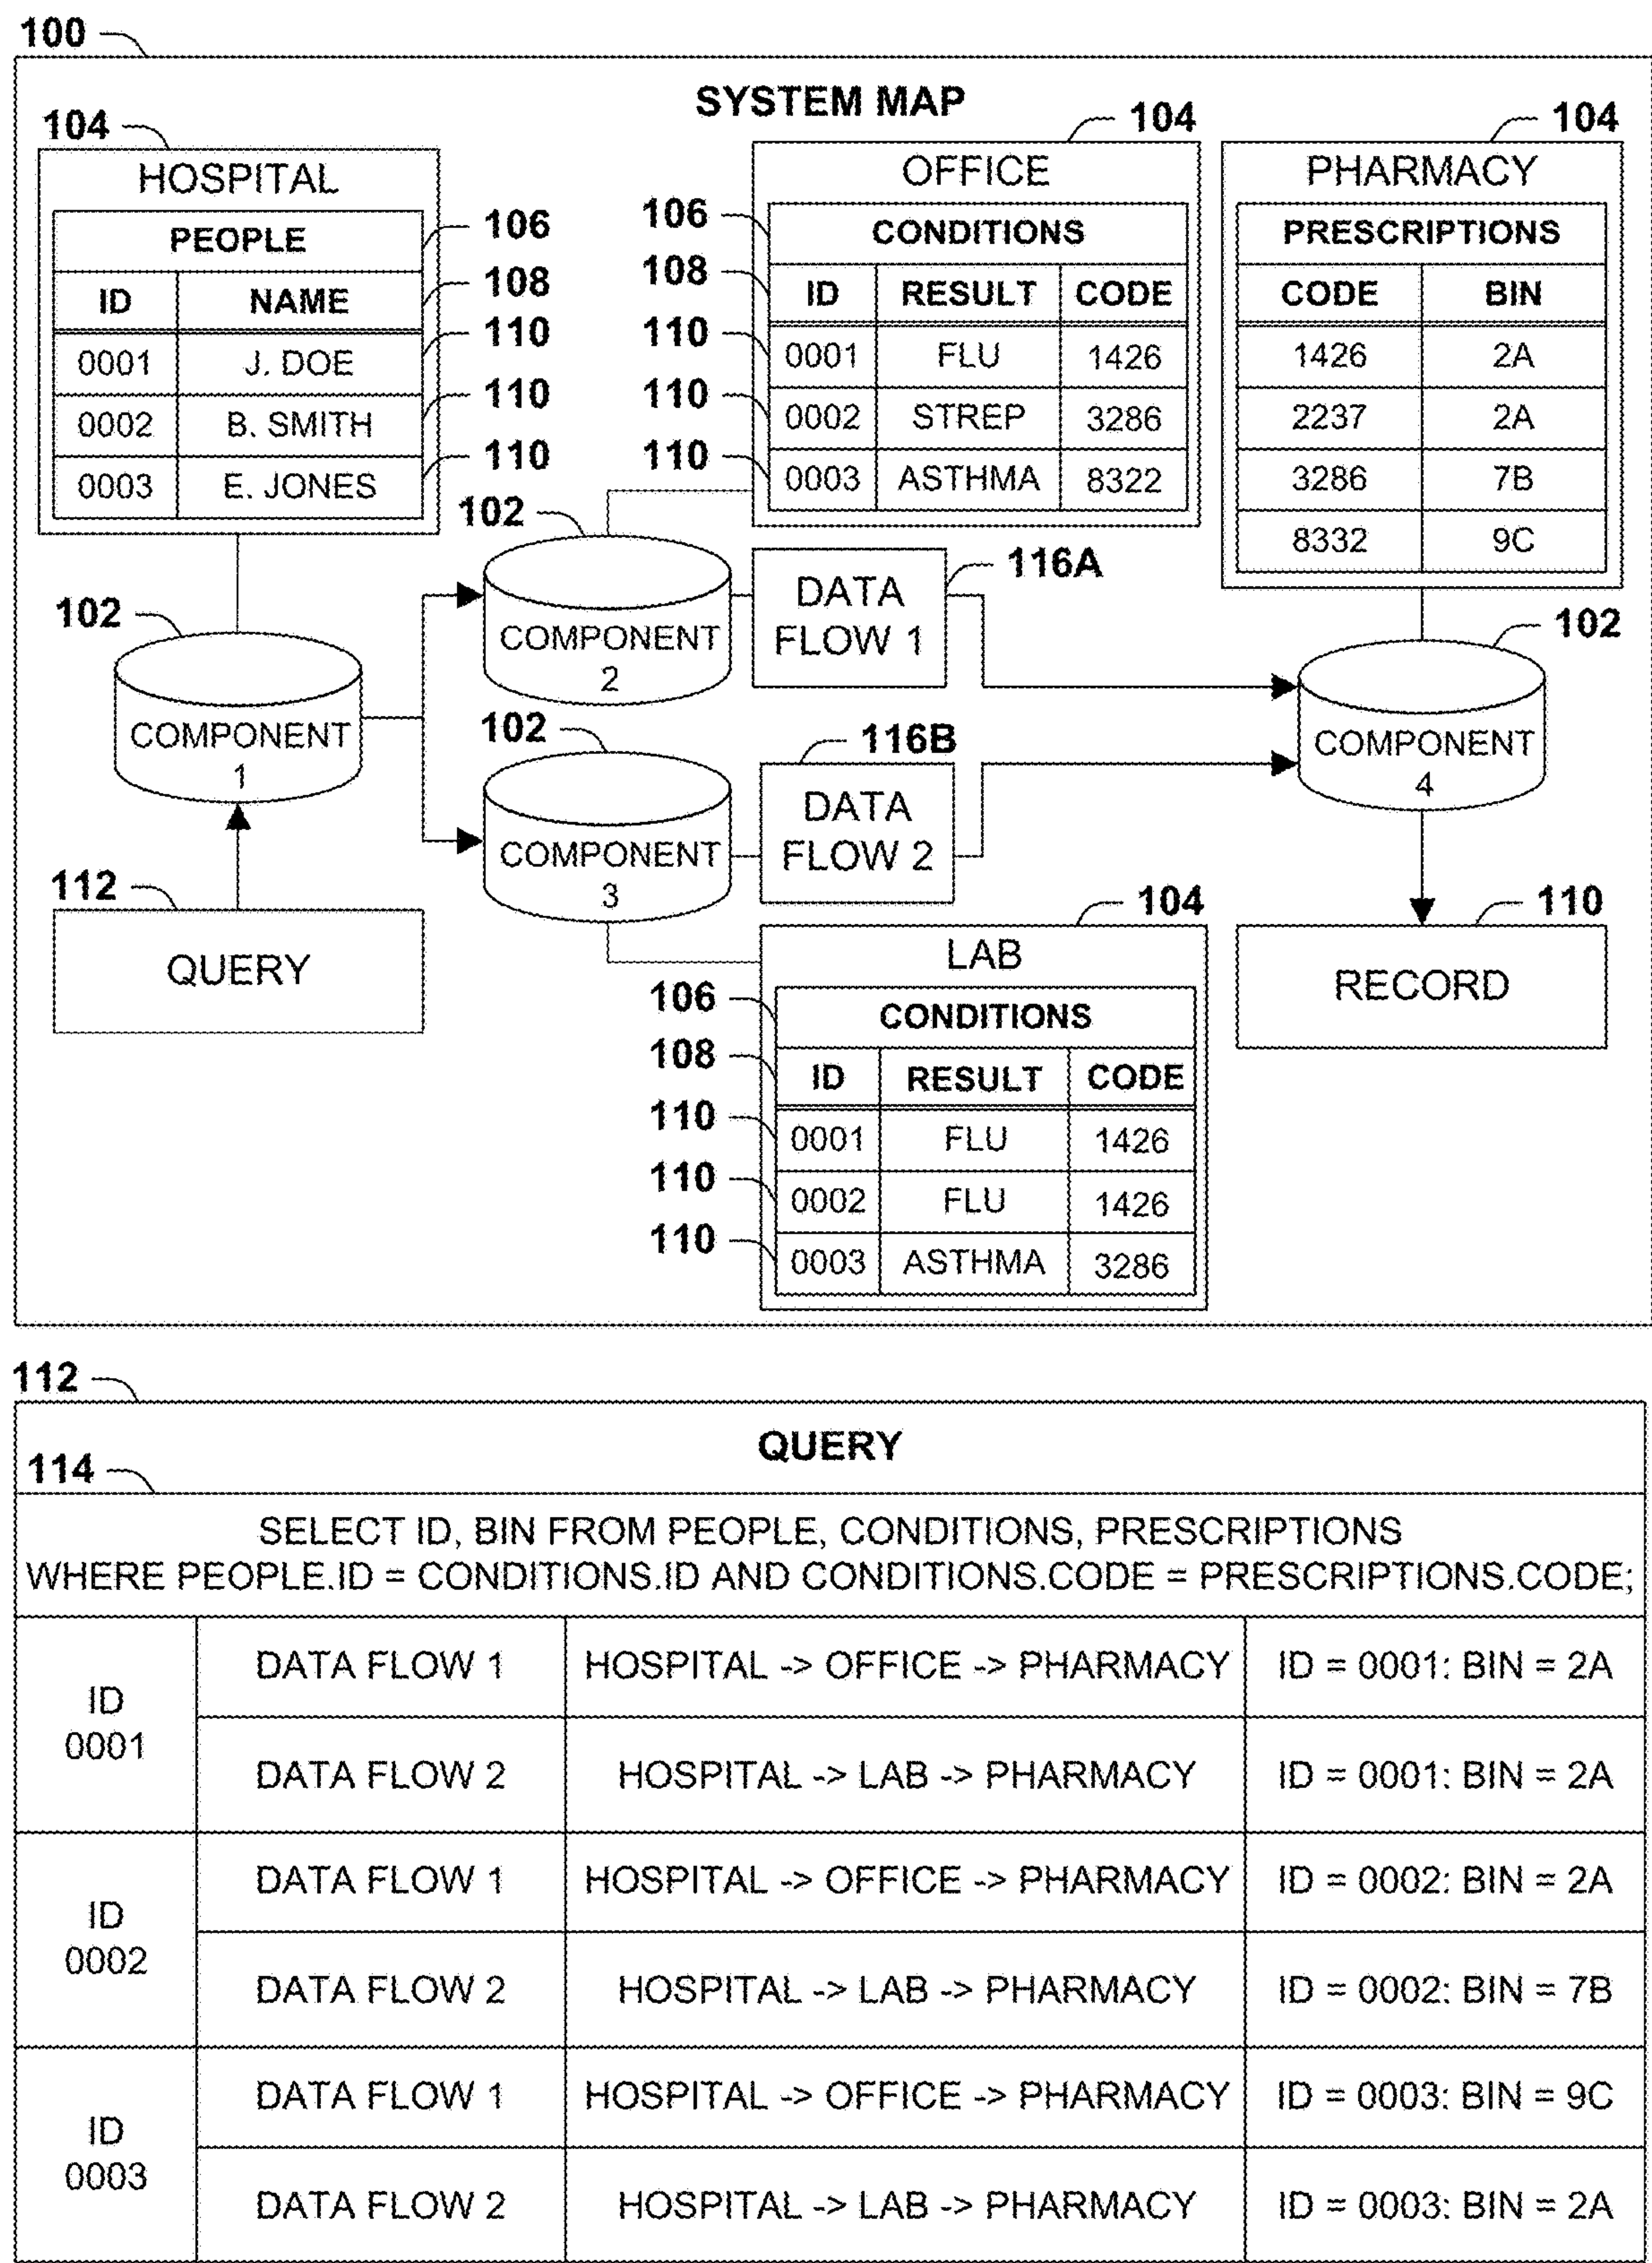 100
SYSTEM MAP
104
HOSPITAL
PEOPLE
106
ID NAME
108
0001 J. DOE
110
0002 B. SMITH
110
0003 E. JONES
110
104
OFFICE
106
CONDITIONS
108
ID RESULT CODE
110
0001 FLU 1426
110
0002 STREP 3286
110
0003 ASTHMA 8322
104
PHARMACY
PRESCRIPTIONS
CODE BIN
1426 2A
2237 2A
3286 7B
8332 9C
102
COMPONENT
1
102
COMPONENT
2
DATA
FLOW 1
116A
102
COMPONENT
3
116B
DATA
FLOW 2
102
COMPONENT
4
112
QUERY
104
LAB
106
CONDITIONS
108
ID RESULT CODE
110
0001 FLU 1426
110
0002 FLU 1426
110
0003 ASTHMA 3286
110
RECORD
112
QUERY
114
SELECT ID, BIN FROM PEOPLE, CONDITIONS, PRESCRIPTIONS
WHERE PEOPLE.ID = CONDITIONS.ID AND CONDITIONS.CODE = PRESCRIPTIONS.CODE;
ID
0001
DATA FLOW 1 HOSPITAL -> OFFICE -> PHARMACY ID = 0001: BIN = 2A
DATA FLOW 2 HOSPITAL -> LAB -> PHARMACY ID = 0001: BIN = 2A
ID
0002
DATA FLOW 1 HOSPITAL -> OFFICE -> PHARMACY ID = 0002: BIN = 2A
DATA FLOW 2 HOSPITAL -> LAB -> PHARMACY ID = 0002: BIN = 7B
ID
0003
DATA FLOW 1 HOSPITAL -> OFFICE -> PHARMACY ID = 0003: BIN = 9C
DATA FLOW 2 HOSPITAL -> LAB -> PHARMACY ID = 0003: BIN = 2A